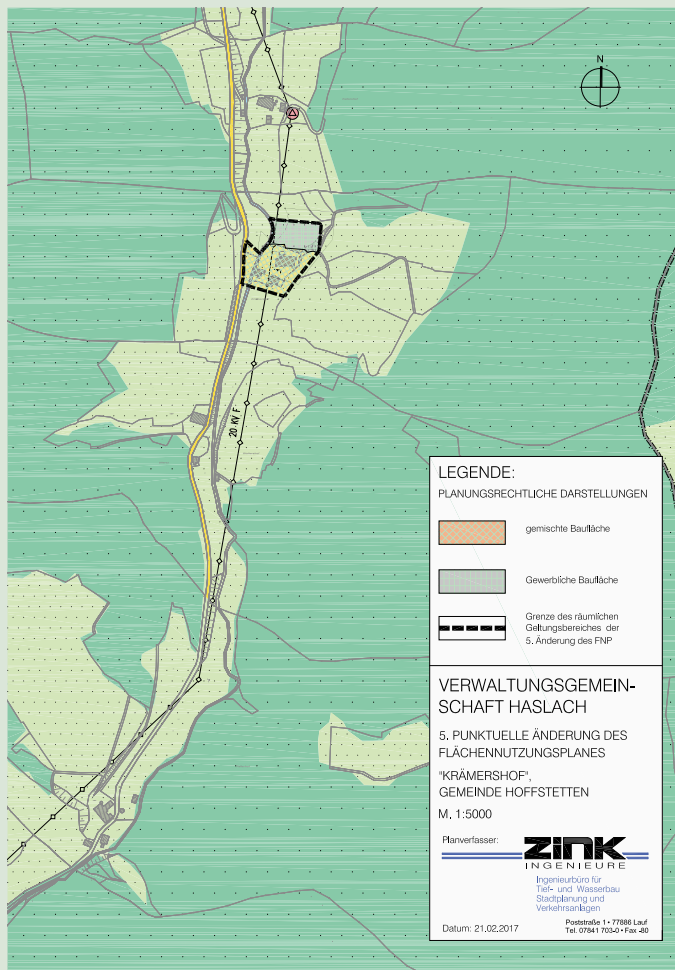 N
20 KV F
LEGENDE:
PLANUNGSRECHTLICHE DARSTELLUNGEN
gemischte Baufläche
Gewerbliche Baufläche
Grenze des räumlichen
Geltungsbereiches der
5. Änderung des FNP
VERWALTUNGSGEMEIN-
SCHAFT HASLACH
5. PUNKTUELLE ÄNDERUNG DES
FLÄCHENNUTZUNGSPLANES
"KRÄMERSHOF",
GEMEINDE HOFFSTETTEN
M. 1:5000
Planverfasser:
ZINK
INGENIEURE
Ingenieurbüro für
Tief- und Wasserbau
Stadtplanung und
Verkehrsanlagen
Datum: 21.02.2017
Poststraße 1 • 77886 Lauf
Tel. 07841 703-0 • Fax -80